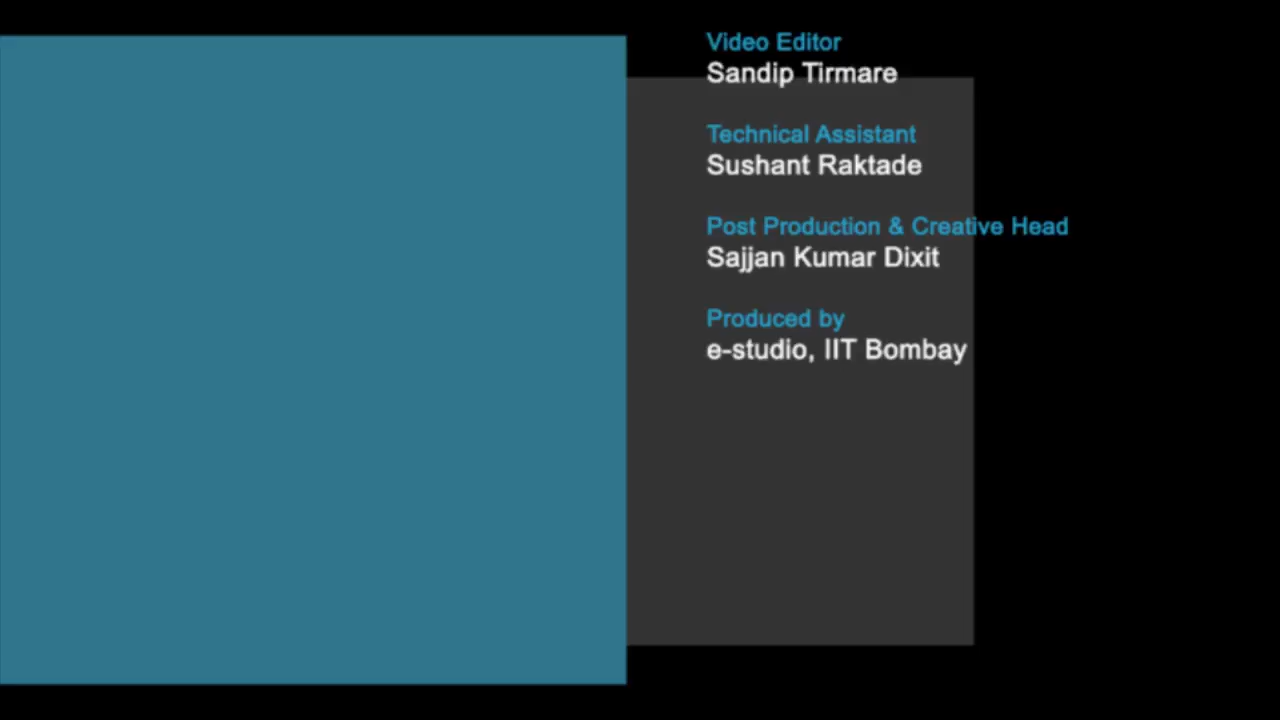 Video Editor
Sandip Tirmare
Technical Assistant
Sushant Raktade
Post Production & Creative Head
Sajjan Kumar Dixit
Produced by
e-studio, IIT Bombay